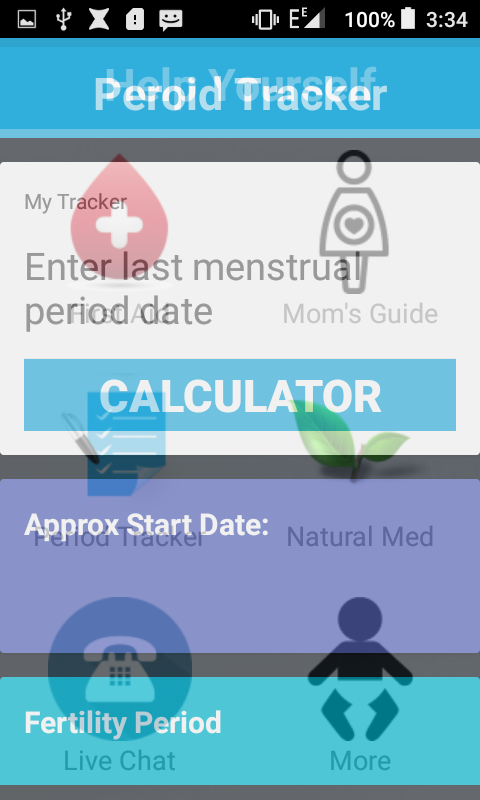 E E 100% 3:34
Help Yourself
Peroid Tracker
My Tracker
Enter last menstrual
period date
First Aid
Mom's Guide
CALCULATOR
Approx Start Date:
Period Tracker
Natural Med
Fertility Period
Live Chat
More